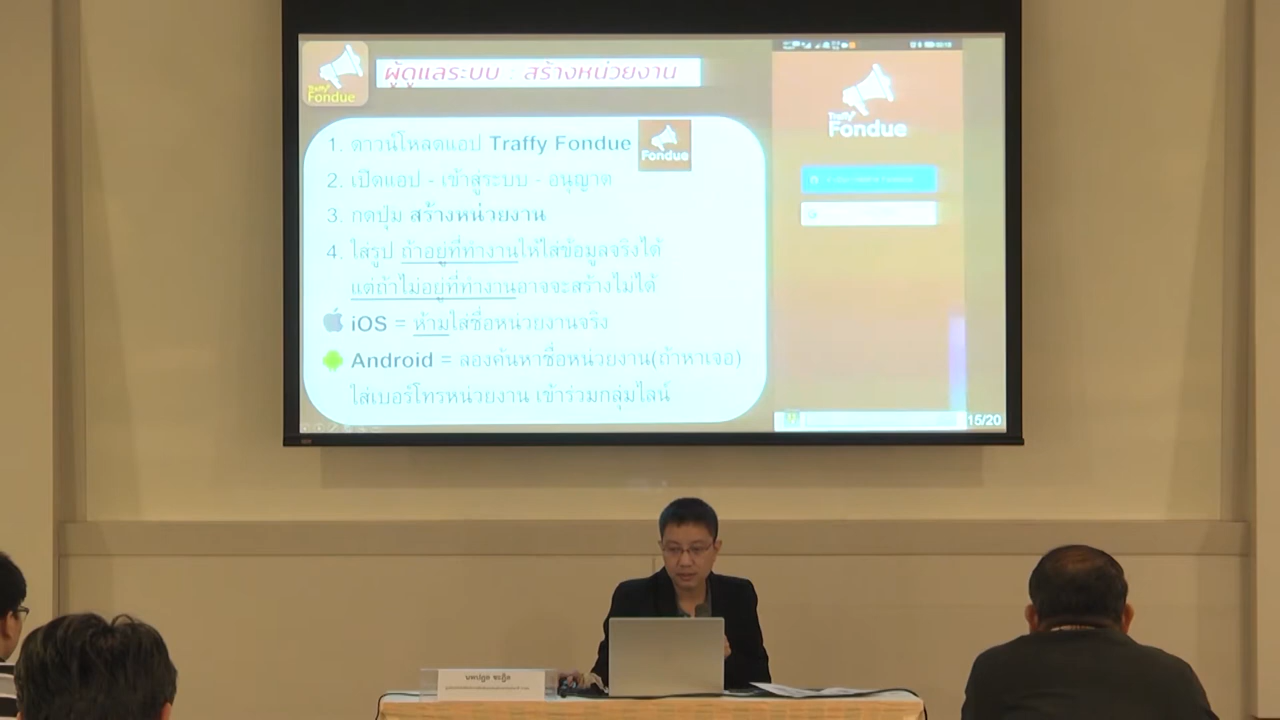 Traffy
Fondue
ผู้ดูแลระบบ : สร้างหน่วยงาน
1. ดาวน์โหลดแอป Traffy Fondue
Fondue
2. เปิดแอป - เข้าสู่ระบบ - อนุญาต
3. กดปุ่ม สร้างหน่วยงาน
4. ใส่รูป ถ้าอยู่ที่ทำงานให้ใส่ข้อมูลจริงได้
แต่ถ้าไม่อยู่ที่ทำงานอาจจะสร้างไม่ได้
iOS = ห้ามใส่ชื่อหน่วยงานจริง
Android = ลองค้นหาชื่อหน่วยงาน(ถ้าหาเจอ)
ใส่เบอร์โทรหน่วยงาน เข้าร่วมกลุ่มไลน์
Traffy
Fondue
15/20